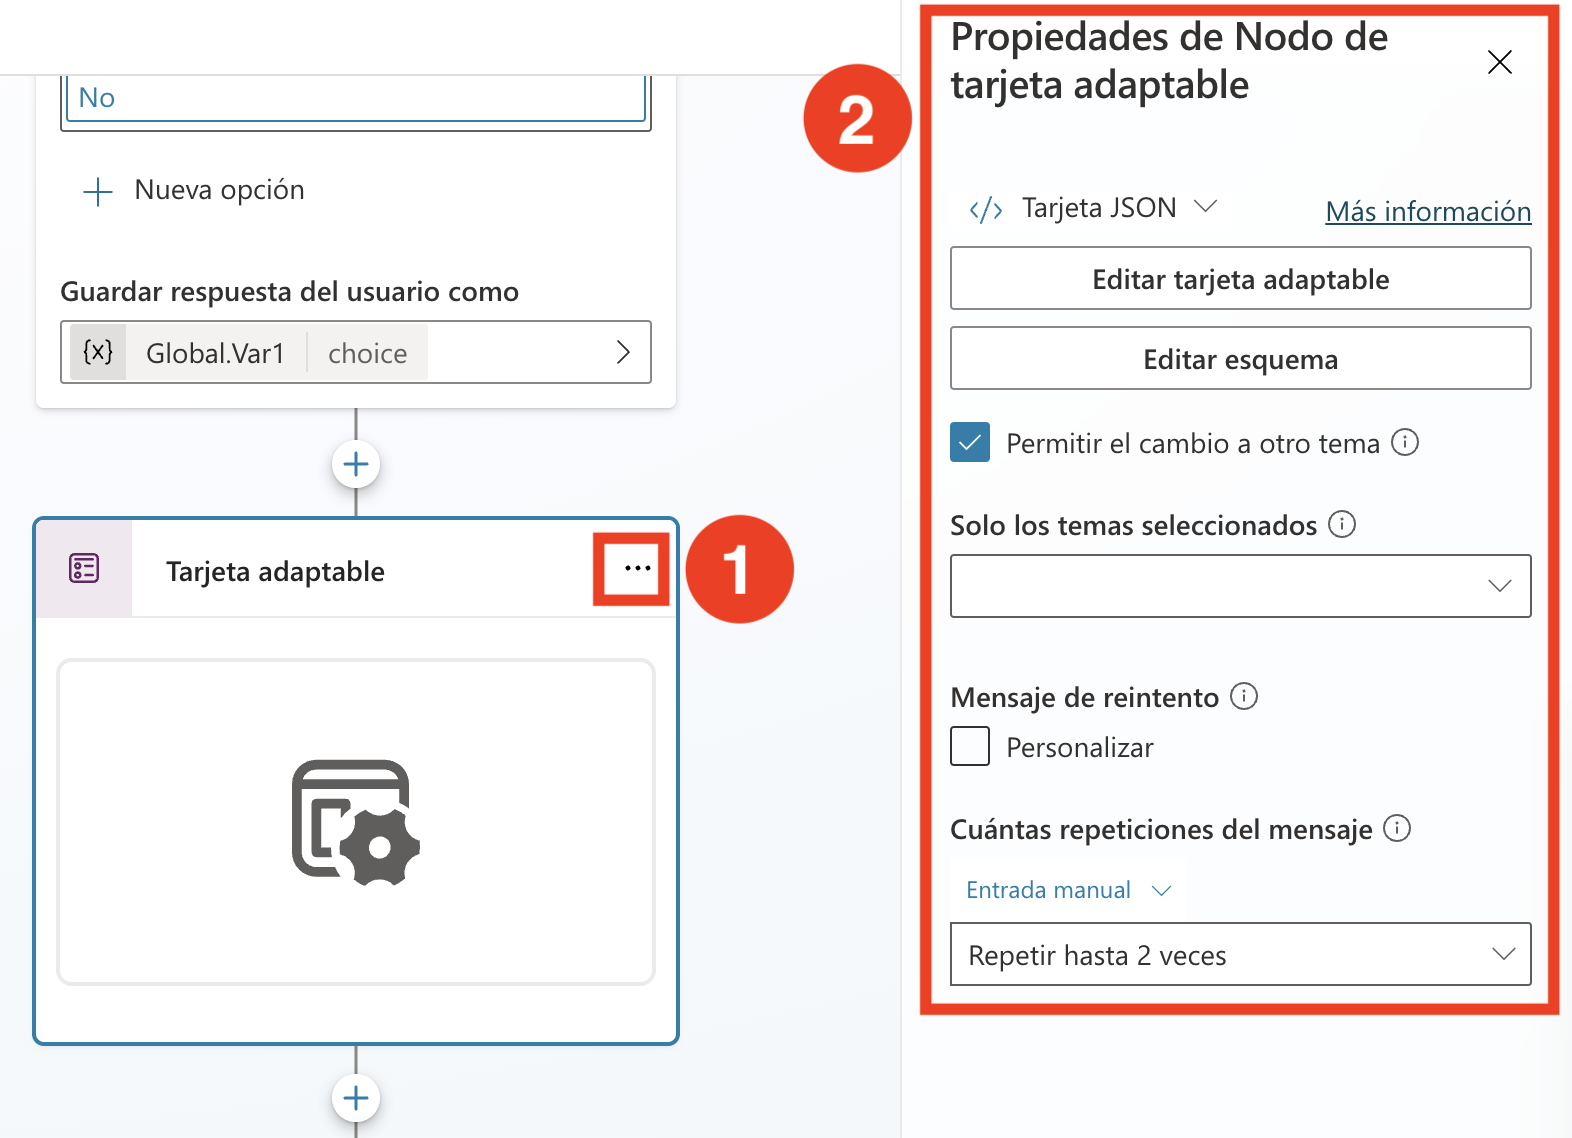 No
Nueva opción
Guardar respuesta del usuario como
{x} Global.Var1 choice
Tarjeta adaptable
1
2
Propiedades de Nodo de
tarjeta adaptable
</> Tarjeta JSON
Más información
Editar tarjeta adaptable
Editar esquema
Permitir el cambio a otro tema
Solo los temas seleccionados
Mensaje de reintento
Personalizar
Cuántas repeticiones del mensaje
Entrada manual
Repetir hasta 2 veces